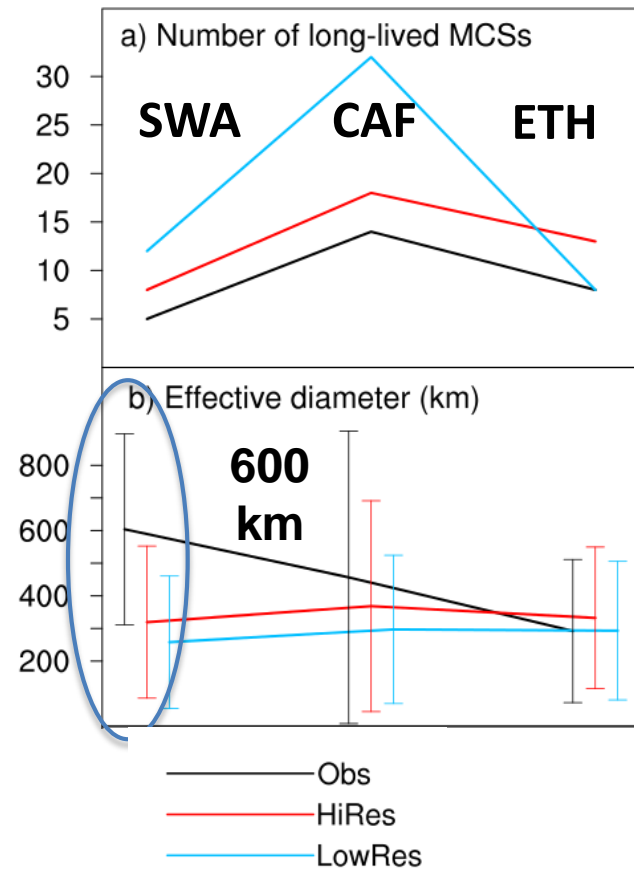 a) Number of long-lived MCSs
30
25
20
15
10
5
SWA CAF ETH
b) Effective diameter (km)
800
600
400
200
600
km
Obs
HiRes
LowRes